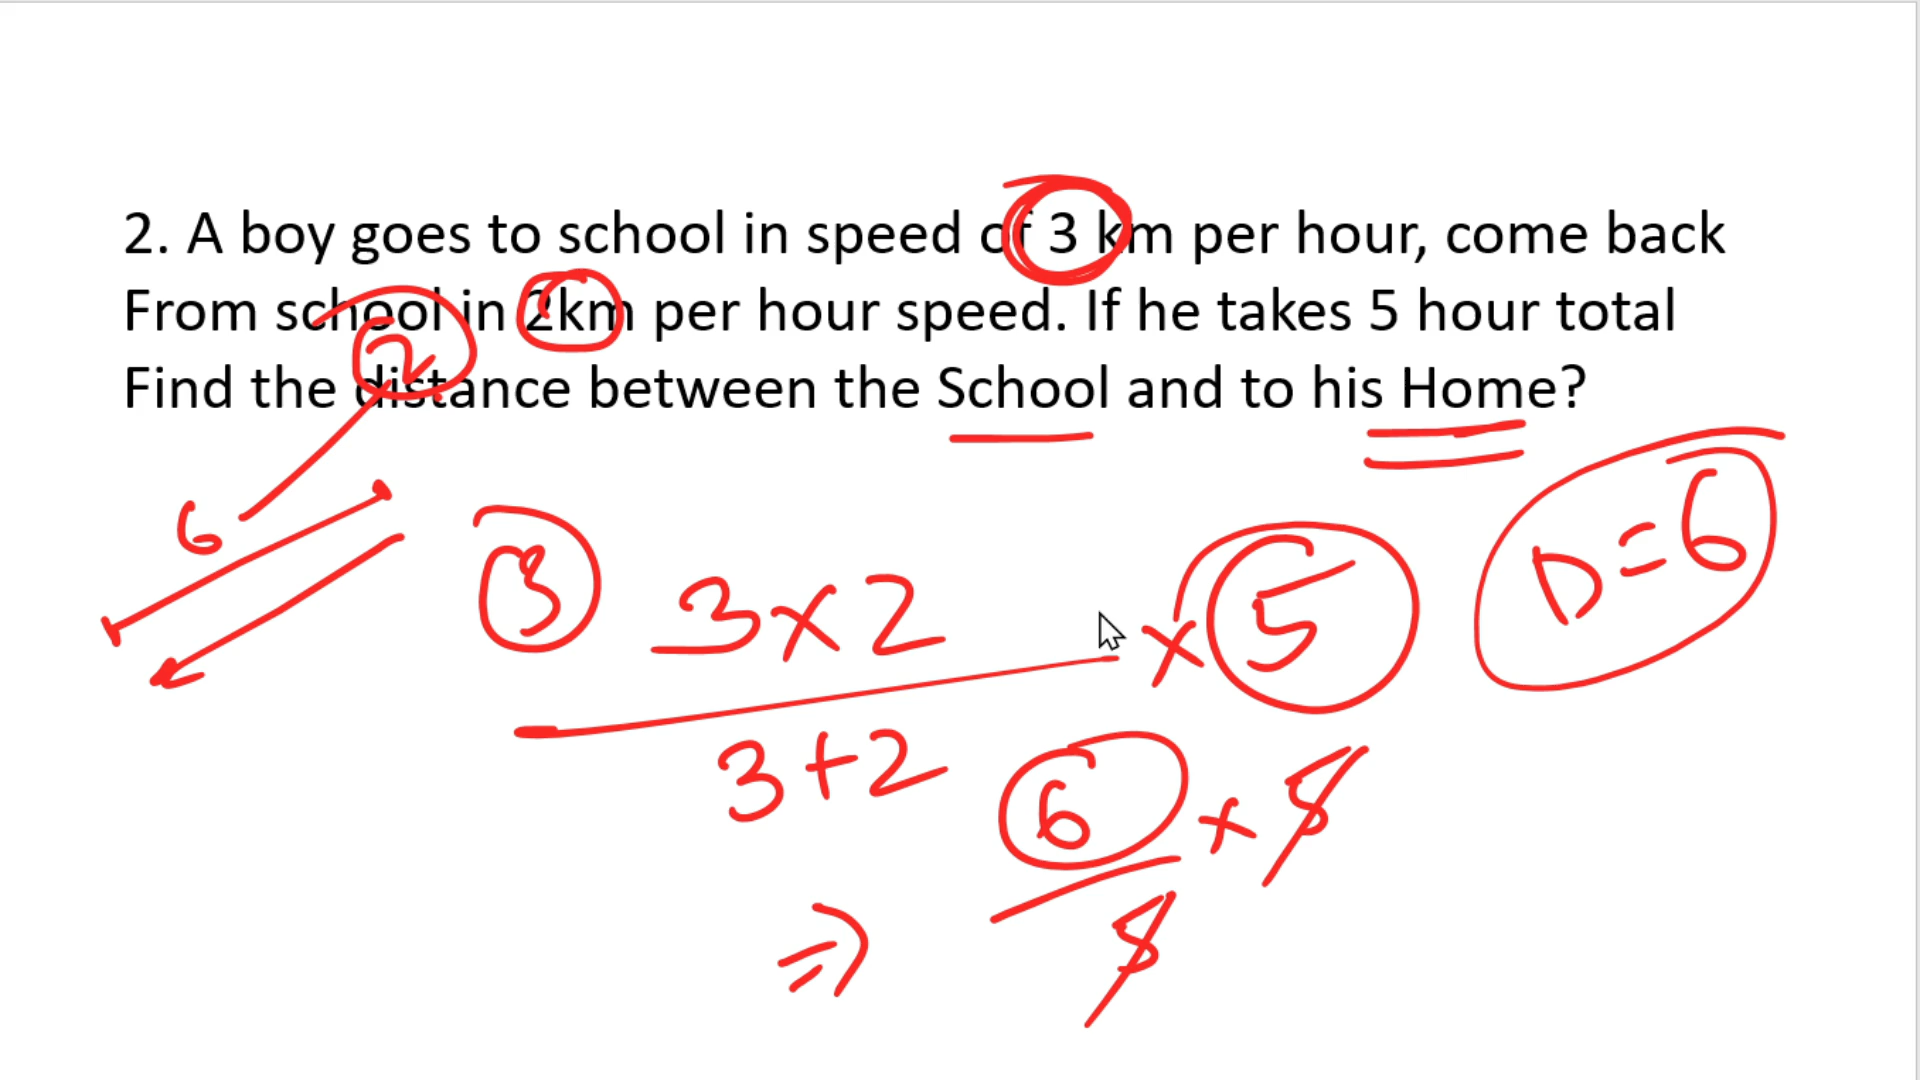 2. A boy goes to school in speed of 3 km per hour, come back
From school in 2km per hour speed. If he takes 5 hour total
2
Find the distance between the School and to his Home?
6
3
3 x 2
x 5
D = 6
3 + 2
6 x 5
5